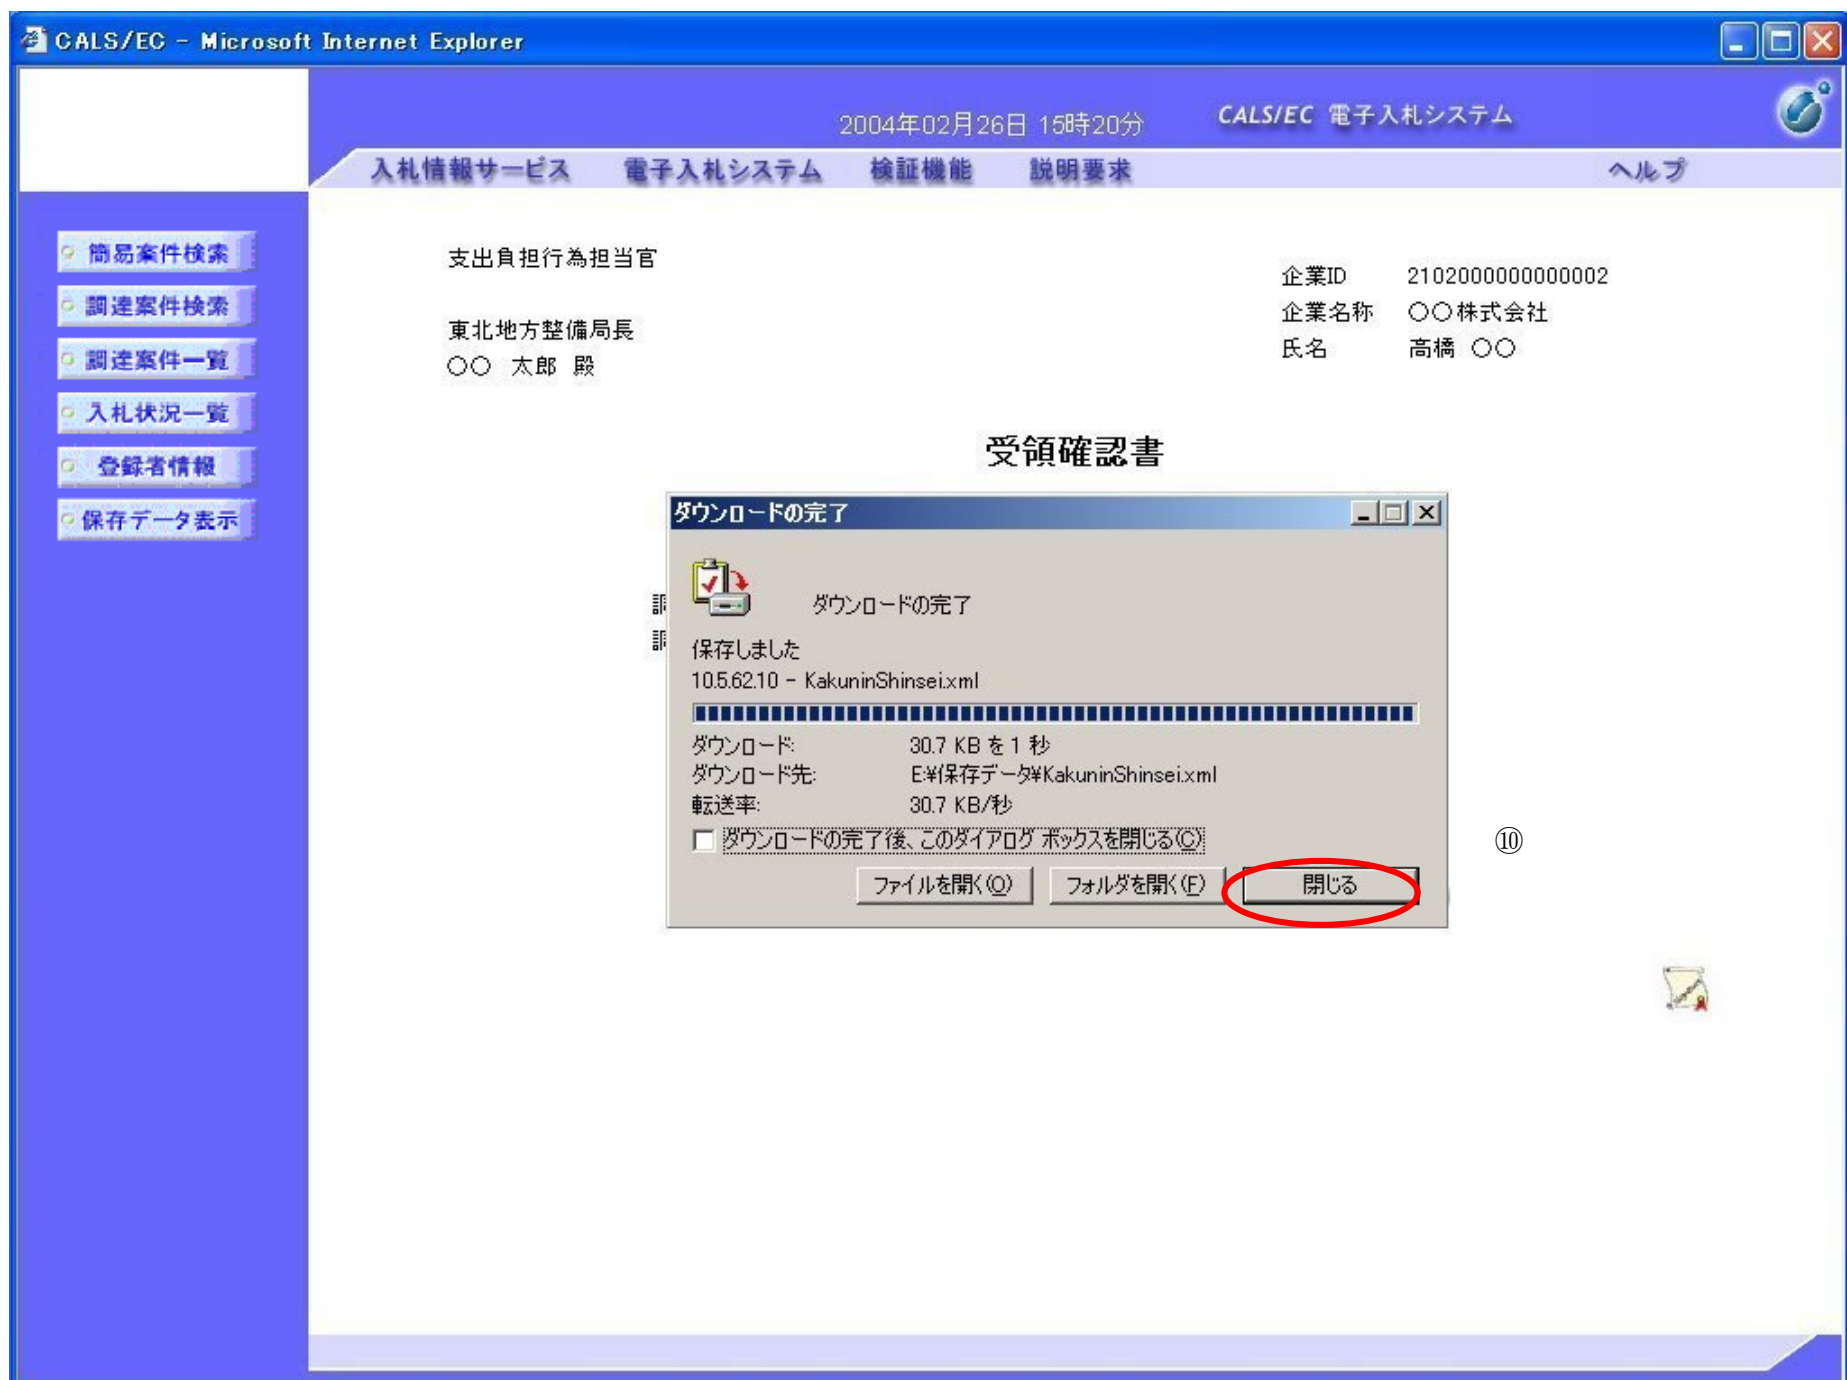 CALS/EC - Microsoft Internet Explorer
2004年02月26日 15時20分
CALS/EC 電子入札システム
入札情報サービス 電子入札システム 検証機能 説明要求 ヘルプ
簡易案件検索
調達案件検索
調達案件一覧
入札状況一覧
登録者情報
保存データ表示
支出負担行為担当官
東北地方整備局長
〇〇 太郎 殿
企業ID 2102000000000002
企業名称 〇〇株式会社
氏名 高橋 〇〇
受領確認書
調
調
ダウンロードの完了
ダウンロードの完了
保存しました
10.5.62.10 - KakuninShinsei.xml
ダウンロード: 30.7 KB を 1 秒
ダウンロード先: E:¥保存データ¥KakuninShinsei.xml
転送率: 30.7 KB/秒
ダウンロードの完了後、このダイアログ ボックスを閉じる(C)
ファイルを開く(O) フォルダを開く(F) 閉じる
⑩